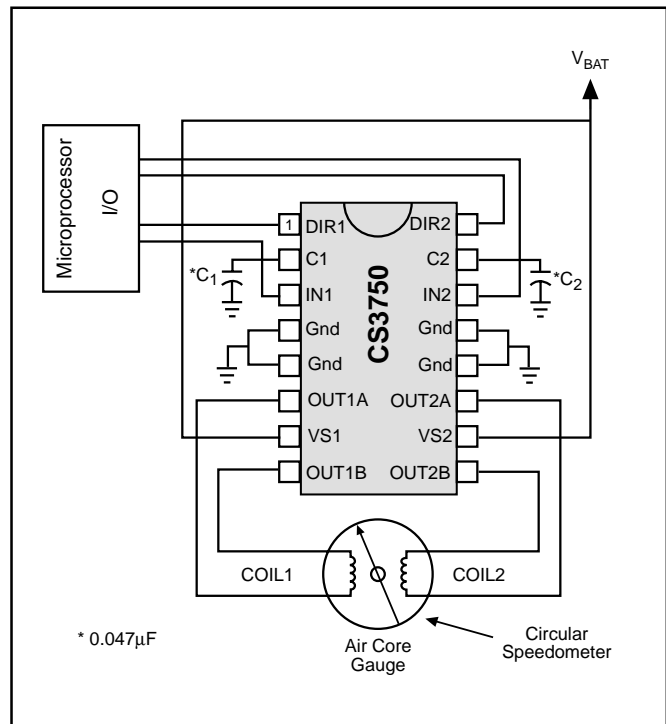 V_BAT
Microprocessor
I/O
1
DIR1
DIR2
C1
C2
*C₁
*C₂
IN1
IN2
CS3750
Gnd
Gnd
Gnd
Gnd
OUT1A
OUT2A
VS1
VS2
OUT1B
OUT2B
COIL1
COIL2
* 0.047µF
Air Core
Gauge
Circular
Speedometer